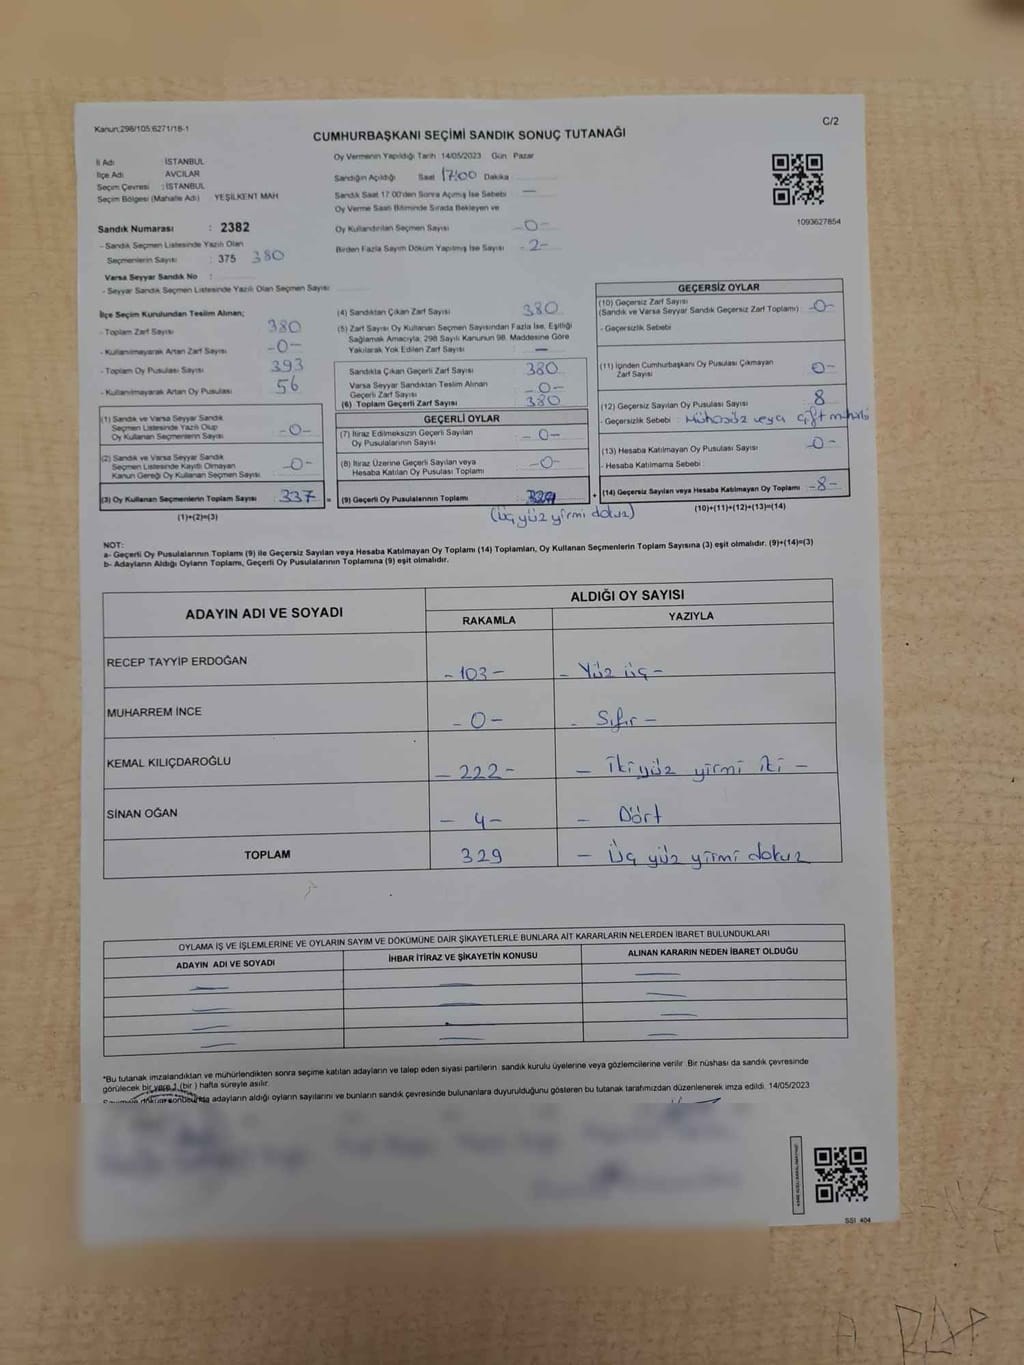 Kanun:298/105;6271/18-1
C/2
CUMHURBAŞKANI SEÇİMİ SANDIK SONUÇ TUTANAĞI
İl Adı : İSTANBUL
İlçe Adı : AVCILAR
Seçim Çevresi : İSTANBUL
Seçim Bölgesi (Mahalle Adı) YEŞİLKENT MAH
Sandık Numarası : 2382
- Sandık Seçmen Listesinde Yazılı Olan
Seçmenlerin Sayısı : 375 380
Varsa Seyyar Sandık No :
- Seyyar Sandık Seçmen Listesinde Yazılı Olan Seçmen Sayısı :
Oy Vermenin Yapıldığı Tarih 14/05/2023 Gün Pazar
Sandığın Açıldığı Saat 17:00 Dakika
Sandık Saat 17:00'den Sonra Açmış İse Sebebi —
Oy Verme Saati Bitiminde Sırada Bekleyen ve
Oy Kullandırılan Seçmen Sayısı -0-
Birden Fazla Sayım Döküm Yapılmış İse Sayısı -2-
1093627854
İlçe Seçim Kurulundan Teslim Alınan;
- Toplam Zarf Sayısı 380
- Kullanılmayarak Artan Zarf Sayısı -0-
- Toplam Oy Pusulası Sayısı 393
- Kullanılmayarak Artan Oy Pusulası 56
(1) Sandık ve Varsa Seyyar Sandık
Seçmen Listesinde Yazılı Olup
Oy Kullanan Seçmenlerin Sayısı -0-
(2) Sandık ve Varsa Seyyar Sandık
Seçmen Listesinde Kayıtlı Olmayan
Kanun Gereği Oy Kullanan Seçmen Sayısı -0-
(3) Oy Kullanan Seçmenlerin Toplam Sayısı 337 =
(1)+(2)=(3)
(4) Sandıktan Çıkan Zarf Sayısı 380
(5) Zarf Sayısı Oy Kullanan Seçmen Sayısından Fazla İse, Eşitliği
Sağlamak Amacıyla; 298 Sayılı Kanunun 98. Maddesine Göre
Yakılarak Yok Edilen Zarf Sayısı —
Sandıkta Çıkan Geçerli Zarf Sayısı 380
Varsa Seyyar Sandıktan Teslim Alınan
Geçerli Zarf Sayısı -0-
(6) Toplam Geçerli Zarf Sayısı 380
GEÇERLİ OYLAR
(7) İtiraz Edilmeksizin Geçerli Sayılan
Oy Pusulalarının Sayısı -0-
(8) İtiraz Üzerine Geçerli Sayılan veya
Hesaba Katılan Oy Pusulası Toplamı -0-
(9) Geçerli Oy Pusulalarının Toplamı +
(üç yüz yirmi dokuz)
GEÇERSİZ OYLAR
(10) Geçersiz Zarf Sayısı
(Sandık ve Varsa Seyyar Sandık Geçersiz Zarf Toplamı) -0-
- Geçersizlik Sebebi
(11) İçinden Cumhurbaşkanı Oy Pusulası Çıkmayan
Zarf Sayısı 0-
(12) Geçersiz Sayılan Oy Pusulası Sayısı 8
- Geçersizlik Sebebi : Mühürsüz veya çift mühürlü
(13) Hesaba Katılmayan Oy Pusulası Sayısı -0-
- Hesaba Katılmama Sebebi :
(14) Geçersiz Sayılan veya Hesaba Katılmayan Oy Toplamı -8-
(10)+(11)+(12)+(13)=(14)
NOT:
a- Geçerli Oy Pusulalarının Toplamı (9) ile Geçersiz Sayılan veya Hesaba Katılmayan Oy Toplamı (14) Toplamları, Oy Kullanan Seçmenlerin Toplam Sayısına (3) eşit olmalıdır. (9)+(14)=(3)
b- Adayların Aldığı Oyların Toplamı, Geçerli Oy Pusulalarının Toplamına (9) eşit olmalıdır.
ADAYIN ADI VE SOYADI ALDIĞI OY SAYISI
RAKAMLA YAZIYLA
RECEP TAYYİP ERDOĞAN -103- - Yüz üç -
MUHARREM İNCE -0- - Sıfır -
KEMAL KILIÇDAROĞLU -222- - İki yüz yirmi iki -
SİNAN OĞAN -4- - Dört
TOPLAM 329 - Üç yüz yirmi dokuz
OYLAMA İŞ VE İŞLEMLERİNE VE OYLARIN SAYIM VE DÖKÜMÜNE DAİR ŞİKAYETLERLE BUNLARA AİT KARARLARIN NELERDEN İBARET BULUNDUKLARI
ADAYIN ADI VE SOYADI İHBAR İTİRAZ VE ŞİKAYETİN KONUSU ALINAN KARARIN NEDEN İBARET OLDUĞU
*Bu tutanak imzalandıktan ve mühürlendikten sonra seçime katılan adayların ve talep eden siyasi partilerin sandık kurulu üyelerine veya gözlemcilerine verilir. Bir nüshası da sandık çevresinde
görülecek bir yere 1 (bir) hafta süreyle asılır.
adayların aldığı oyların sayılarını ve bunların sandık çevresinde bulunanlara duyurulduğunu gösteren bu tutanak tarafımızdan düzenlenerek imza edildi. 14/05/2023
SSI 404